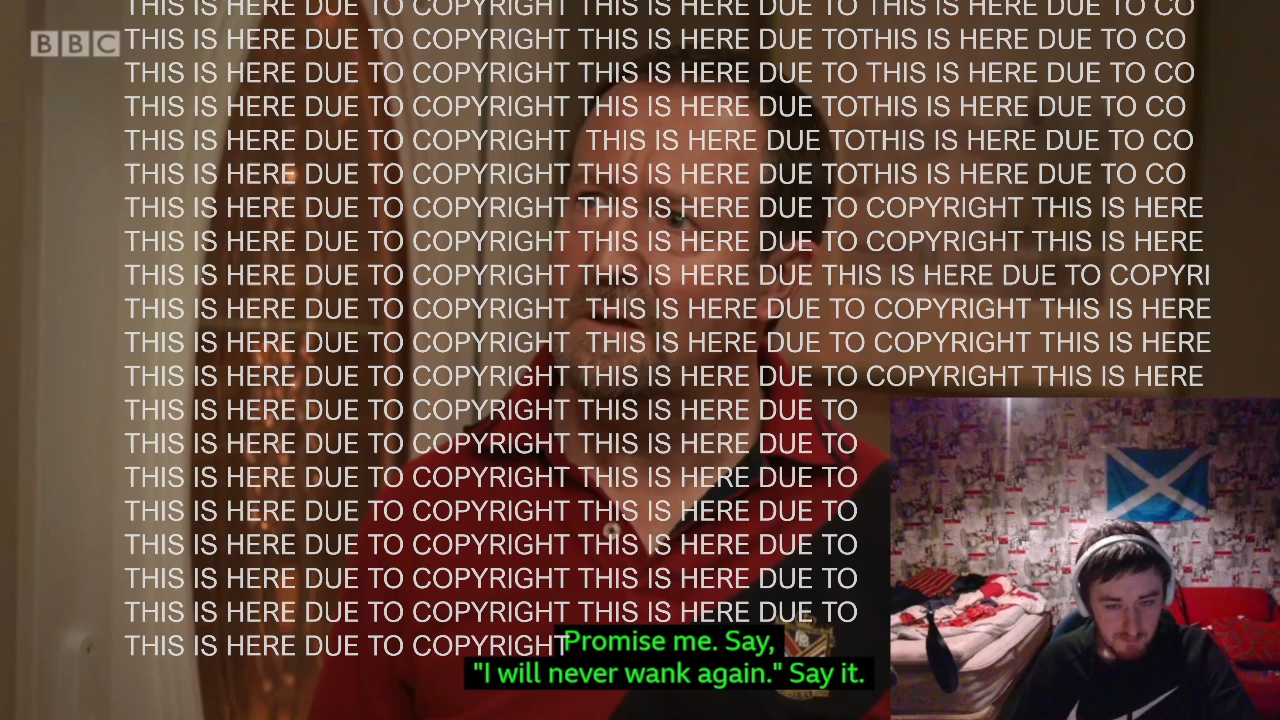 THIS IS HERE DUE TO COPYRIGHT THIS IS HERE DUE TO THIS IS HERE DUE TO CO
BBC
THIS IS HERE DUE TO COPYRIGHT THIS IS HERE DUE TOTHIS IS HERE DUE TO CO
THIS IS HERE DUE TO COPYRIGHT THIS IS HERE DUE TO THIS IS HERE DUE TO CO
THIS IS HERE DUE TO COPYRIGHT THIS IS HERE DUE TOTHIS IS HERE DUE TO CO
THIS IS HERE DUE TO COPYRIGHT THIS IS HERE DUE TOTHIS IS HERE DUE TO CO
THIS IS HERE DUE TO COPYRIGHT THIS IS HERE DUE TOTHIS IS HERE DUE TO CO
THIS IS HERE DUE TO COPYRIGHT THIS IS HERE DUE TO COPYRIGHT THIS IS HERE
THIS IS HERE DUE TO COPYRIGHT THIS IS HERE DUE TO COPYRIGHT THIS IS HERE
THIS IS HERE DUE TO COPYRIGHT THIS IS HERE DUE THIS IS HERE DUE TO COPYRI
THIS IS HERE DUE TO COPYRIGHT THIS IS HERE DUE TO COPYRIGHT THIS IS HERE
THIS IS HERE DUE TO COPYRIGHT THIS IS HERE DUE TO COPYRIGHT THIS IS HERE
THIS IS HERE DUE TO COPYRIGHT THIS IS HERE DUE TO COPYRIGHT THIS IS HERE
THIS IS HERE DUE TO COPYRIGHT THIS IS HERE DUE TO
THIS IS HERE DUE TO COPYRIGHT THIS IS HERE DUE TO
THIS IS HERE DUE TO COPYRIGHT THIS IS HERE DUE TO
THIS IS HERE DUE TO COPYRIGHT THIS IS HERE DUE TO
THIS IS HERE DUE TO COPYRIGHT THIS IS HERE DUE TO
THIS IS HERE DUE TO COPYRIGHT THIS IS HERE DUE TO
THIS IS HERE DUE TO COPYRIGHT THIS IS HERE DUE TO
THIS IS HERE DUE TO COPYRIGHT
Promise me. Say,
"I will never wank again." Say it.